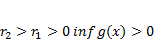 r₂ > r₁ > 0 inf g(x) > 0